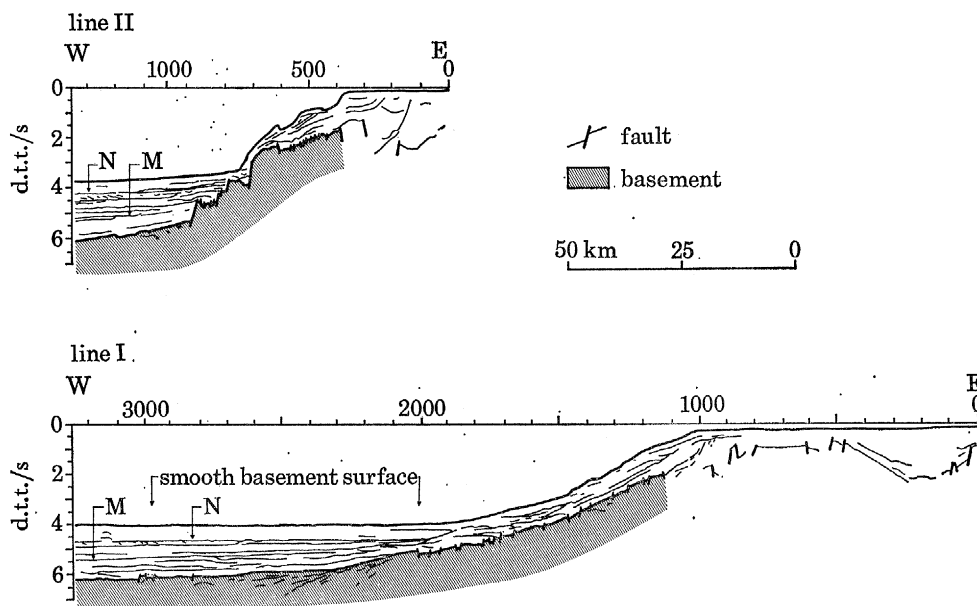 line II
W E
1000 500 0
0
2
4
6
d.t.t./s
N M
fault
basement
50 km 25 0
line I
W E
3000 2000 1000 0
0
2
4
6
d.t.t./s
smooth basement surface
M N